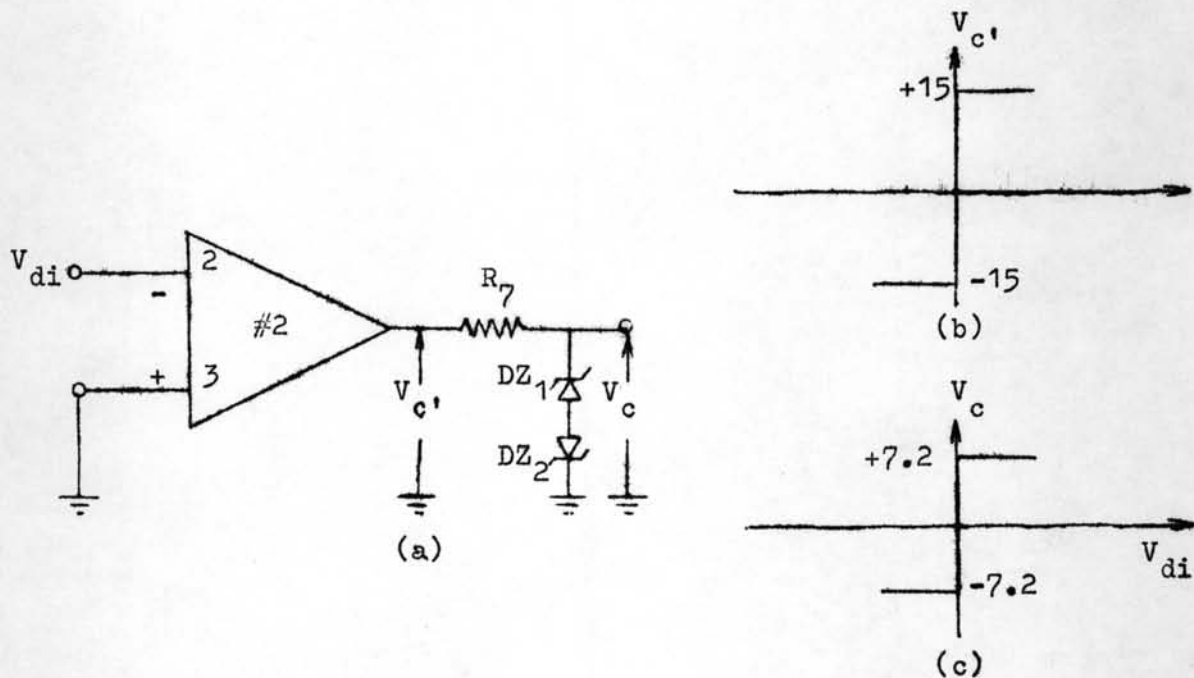 V_di
2
-
#2
+
3
R_7
V_c'
DZ_1
DZ_2
V_c
(a)
V_c'
+15
-15
(b)
V_c
+7.2
-7.2
V_di
(c)